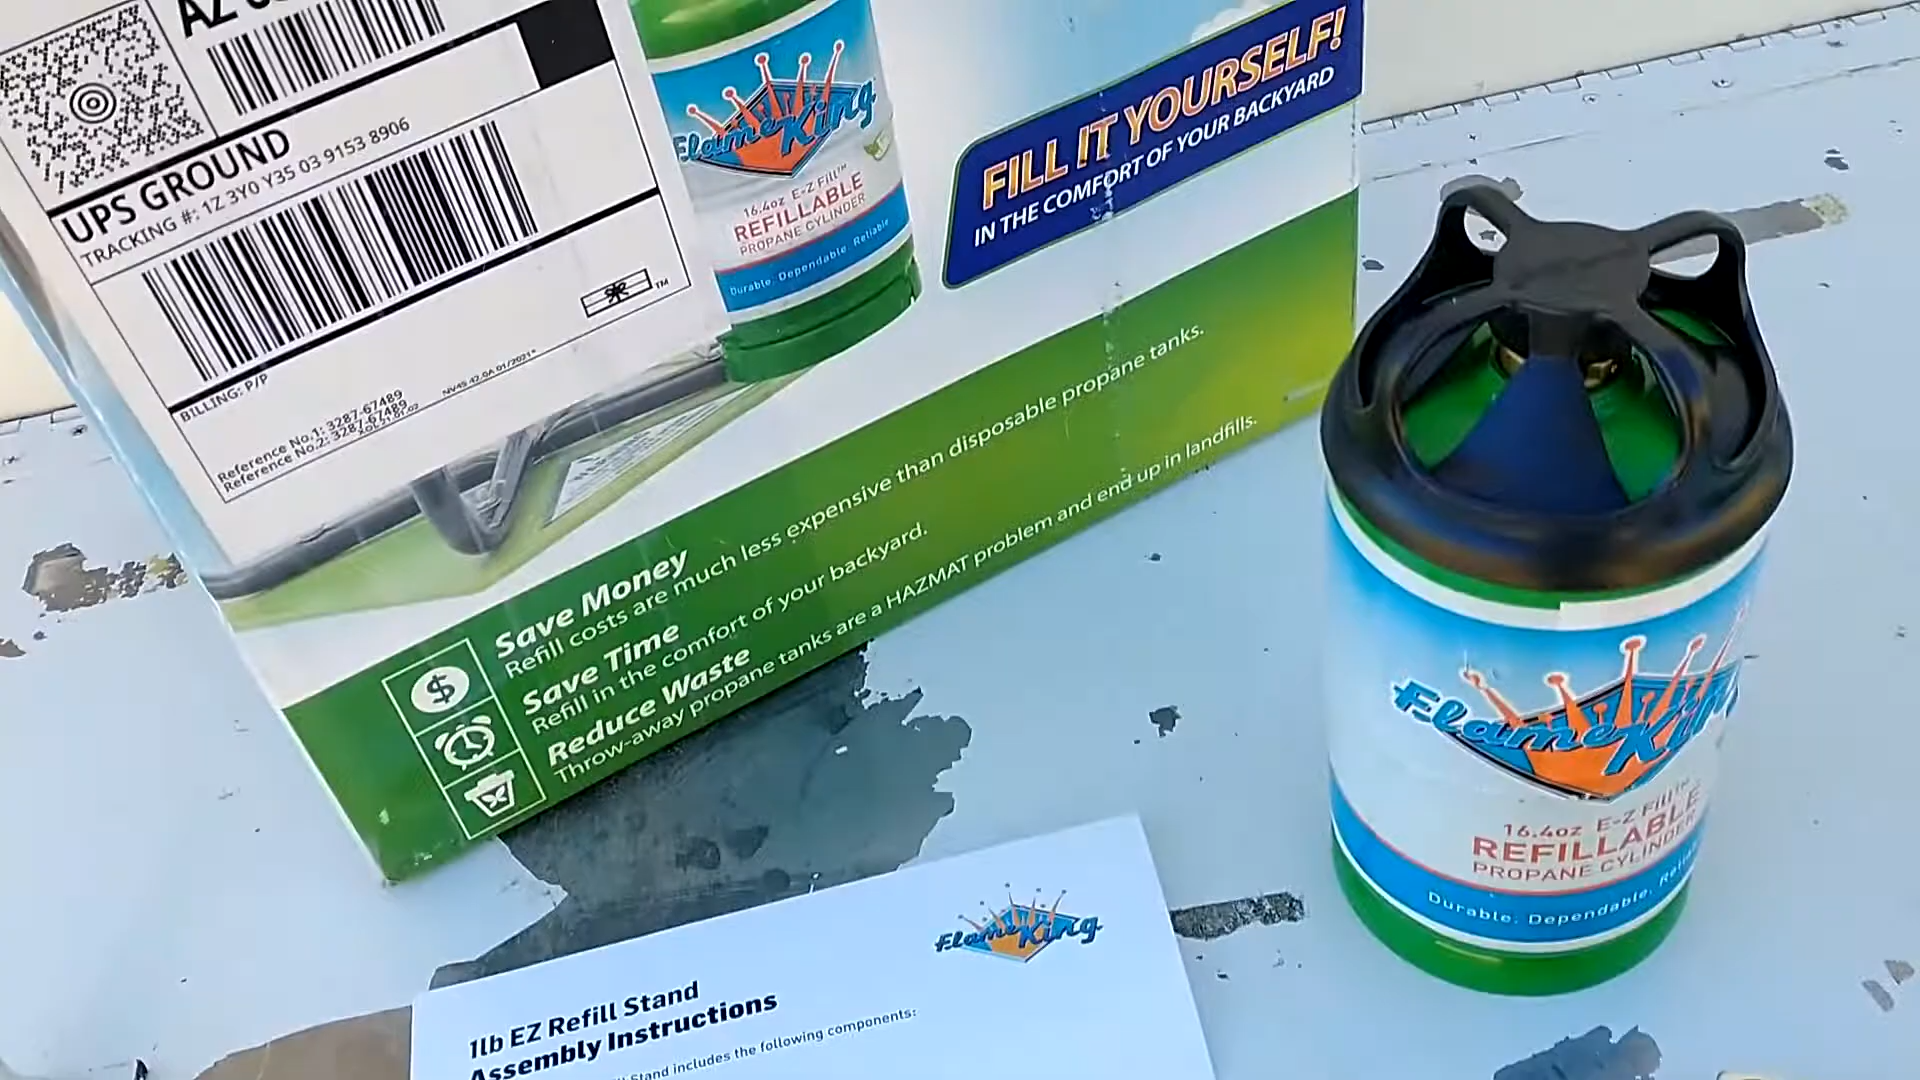 AZ
UPS GROUND
TRACKING #: 1Z 3Y0 Y35 03 9153 8906
BILLING: P/P
Reference No.1: 3287-67489
Reference No.2: 3287-67489
TM
Flame King
16.4oz E-Z Fill™
REFILLABLE
PROPANE CYLINDER
Durable. Dependable. Reliable
FILL IT YOURSELF!
IN THE COMFORT OF YOUR BACKYARD
Save Money
Refill costs are much less expensive than disposable propane tanks.
Save Time
Refill in the comfort of your backyard.
Reduce Waste
Throw-away propane tanks are a HAZMAT problem and end up in landfills.
Flame King
16.4oz E-Z Fill™
REFILLABLE
PROPANE CYLINDER
Durable. Dependable.
Flame King
1lb EZ Refill Stand
Assembly Instructions
Stand includes the following components: